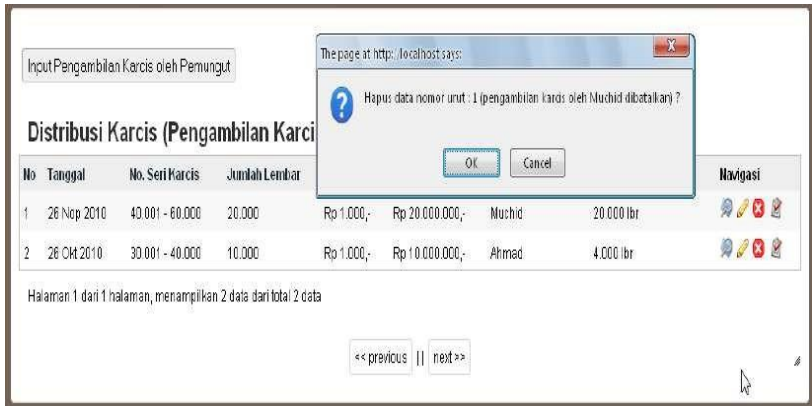 Input Pengambilan Karcis oleh Pemungut
The page at http://localhost says:
Hapus data nomor urut : 1 (pengambilan karcis oleh Muchid dibatalkan) ?
OK Cancel
Distribusi Karcis (Pengambilan Karci
No Tanggal No. Seri Karcis Jumlah Lembar Navigasi
1 26 Nop 2010 40.001 - 60.000 20.000 Rp 1.000,- Rp 20.000.000,- Muchid 20.000 lbr
2 26 Okt 2010 30.001 - 40.000 10.000 Rp 1.000,- Rp 10.000.000,- Ahmad 4.000 lbr
Halaman 1 dari 1 halaman, menampilkan 2 data dari total 2 data
<< previous || next >>